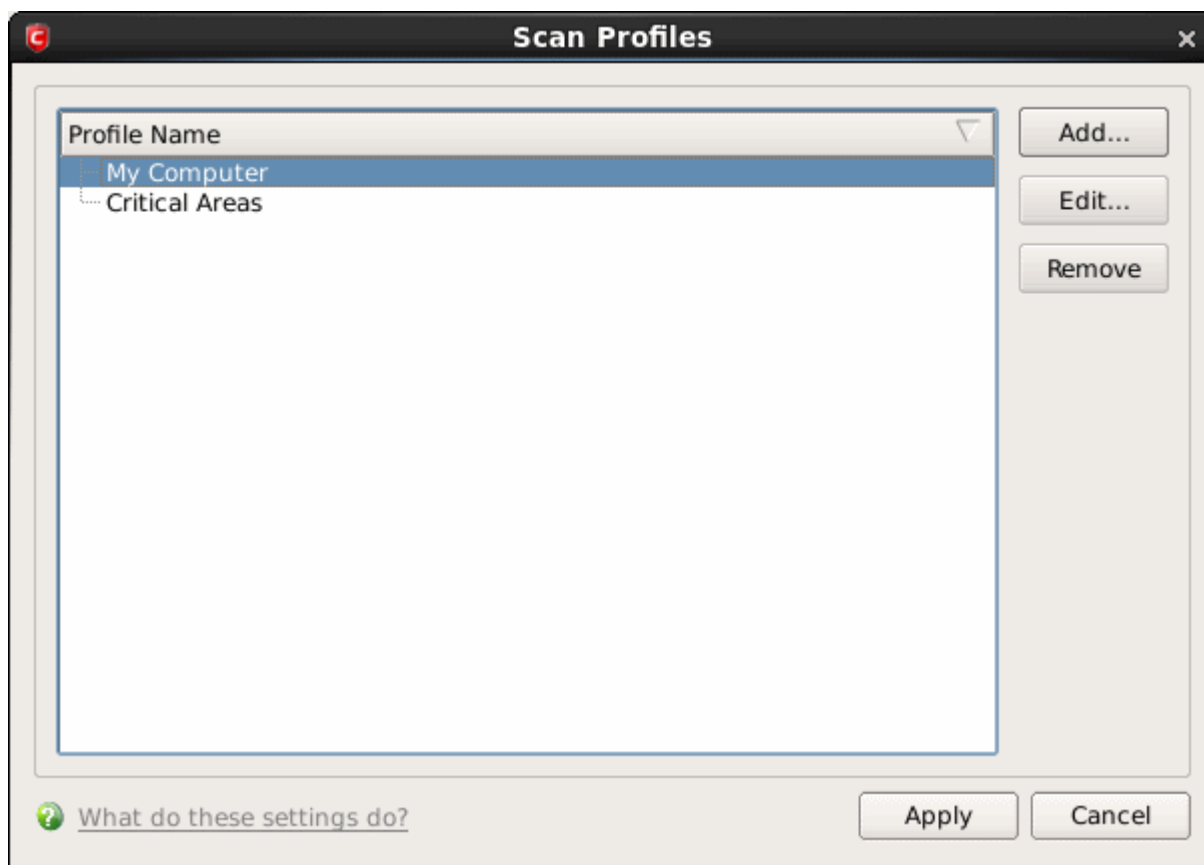 Scan Profiles
Profile Name
My Computer
Critical Areas
Add...
Edit...
Remove
What do these settings do?
Apply
Cancel